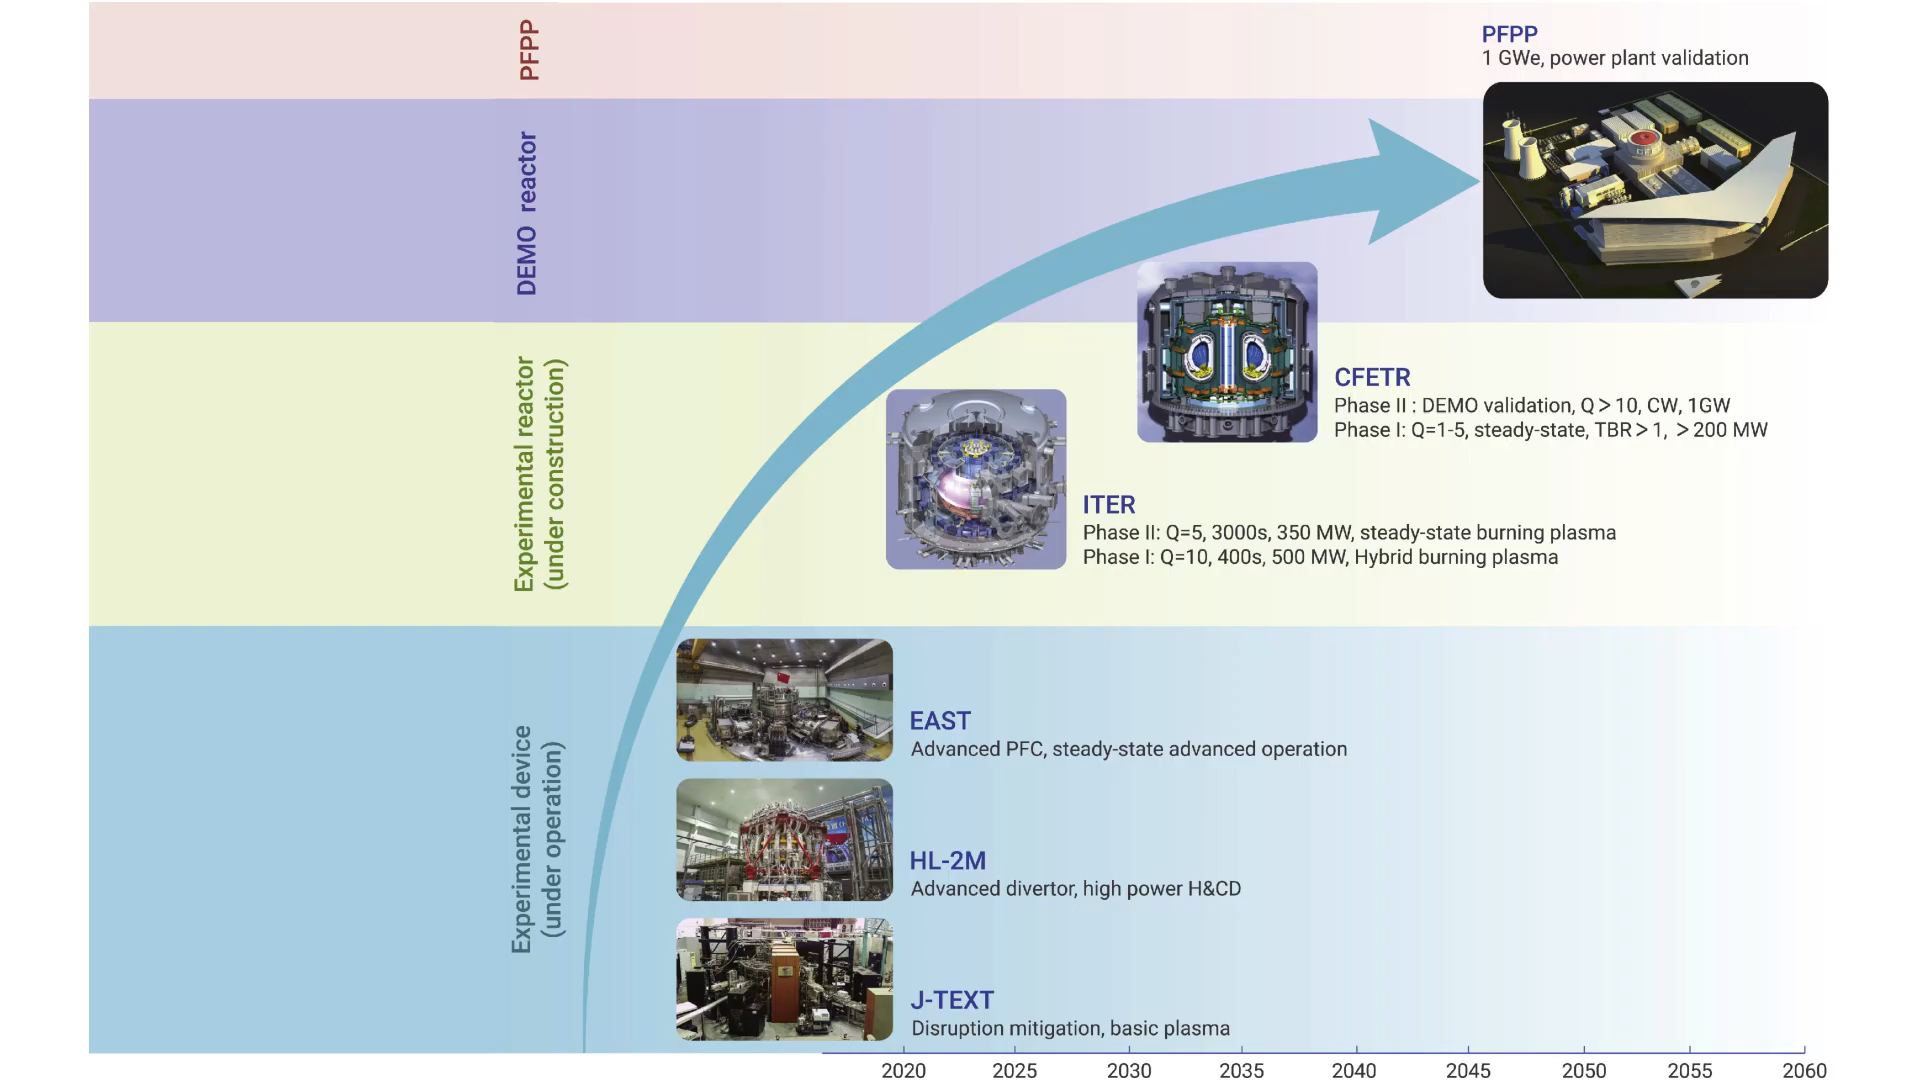 PFPP
PFPP
1 GWe, power plant validation
DEMO reactor
CFETR
Phase II : DEMO validation, Q > 10, CW, 1GW
Phase I: Q=1-5, steady-state, TBR > 1, > 200 MW
Experimental reactor
(under construction)
ITER
Phase II: Q=5, 3000s, 350 MW, steady-state burning plasma
Phase I: Q=10, 400s, 500 MW, Hybrid burning plasma
Experimental device
(under operation)
EAST
Advanced PFC, steady-state advanced operation
HL-2M
Advanced divertor, high power H&CD
J-TEXT
Disruption mitigation, basic plasma
2020 2025 2030 2035 2040 2045 2050 2055 2060